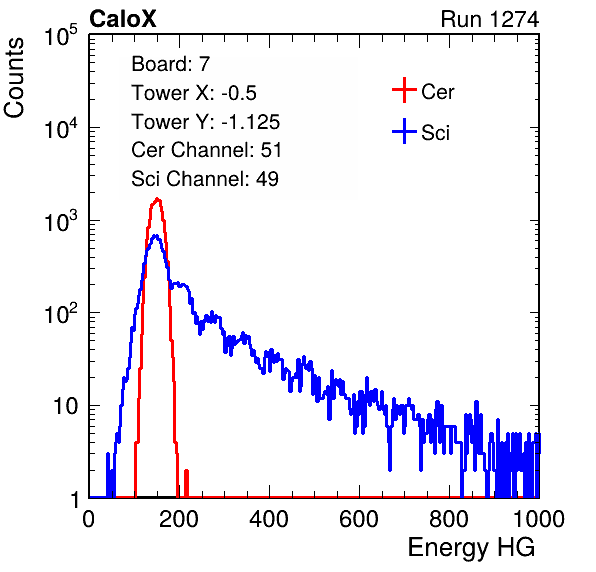 CaloX Run 1274
Counts
Board: 7
Tower X: -0.5
Tower Y: -1.125
Cer Channel: 51
Sci Channel: 49
Cer
Sci
10^5
10^4
10^3
10^2
10
1
0 200 400 600 800 1000
Energy HG